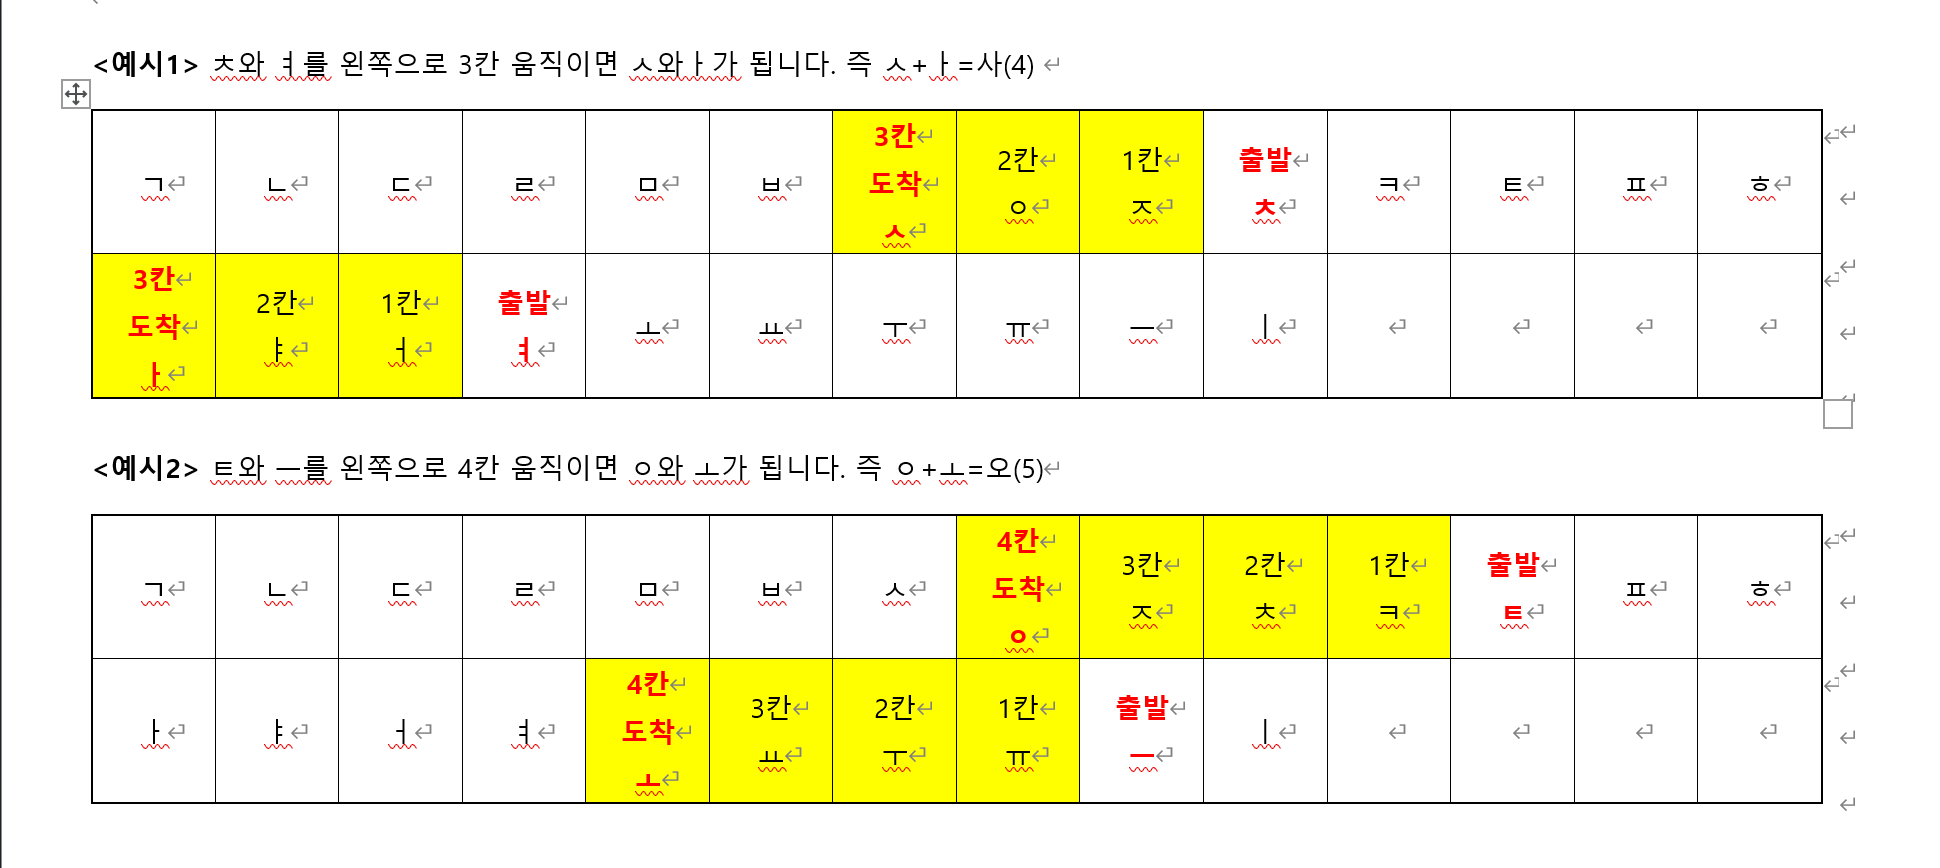 <예시1> ㅊ와 ㅕ를 왼쪽으로 3칸 움직이면 ㅅ와ㅏ가 됩니다. 즉 ㅅ+ㅏ=사(4)
ㄱ ㄴ ㄷ ㄹ ㅁ ㅂ 3칸 도착 ㅅ 2칸 ㅇ 1칸 ㅈ 출발 ㅊ ㅋ ㅌ ㅍ ㅎ
3칸 도착 ㅏ 2칸 ㅑ 1칸 ㅓ 출발 ㅕ ㅗ ㅛ ㅜ ㅠ ㅡ ㅣ
<예시2> ㅌ와 ㅡ를 왼쪽으로 4칸 움직이면 ㅇ와 ㅗ가 됩니다. 즉 ㅇ+ㅗ=오(5)
ㄱ ㄴ ㄷ ㄹ ㅁ ㅂ ㅅ 4칸 도착 ㅇ 3칸 ㅈ 2칸 ㅊ 1칸 ㅋ 출발 ㅌ ㅍ ㅎ
ㅏ ㅑ ㅓ ㅕ 4칸 도착 ㅗ 3칸 ㅛ 2칸 ㅜ 1칸 ㅠ 출발 ㅡ ㅣ